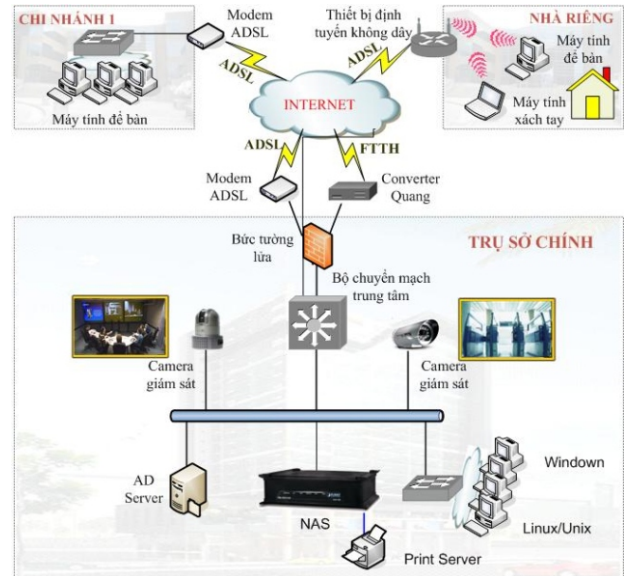 CHI NHÁNH 1
Modem
ADSL
Máy tính để bàn
ADSL
Thiết bị định
tuyến không dây
ADSL
NHÀ RIÊNG
Máy tính
để bàn
Máy tính
xách tay
INTERNET
ADSL
FTTH
Modem
ADSL
Converter
Quang
Bức tường
lửa
TRỤ SỞ CHÍNH
Bộ chuyển mạch
trung tâm
Camera
giám sát
Camera
giám sát
AD
Server
NAS
Print Server
Window
Linux/Unix